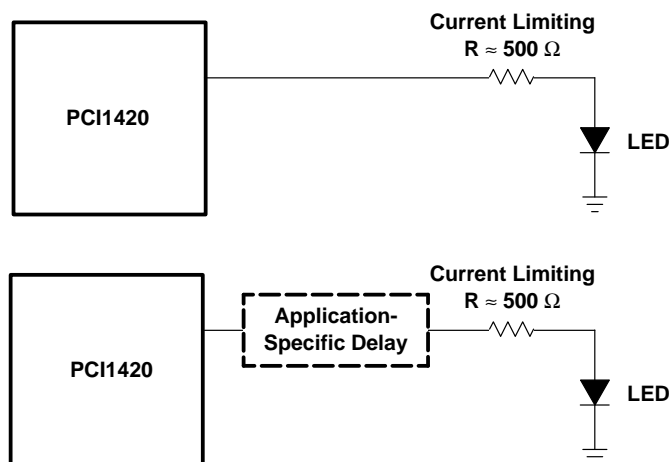 Current Limiting
R ≈ 500 Ω
PCI1420
LED
Current Limiting
R ≈ 500 Ω
Application-
Specific Delay
PCI1420
LED